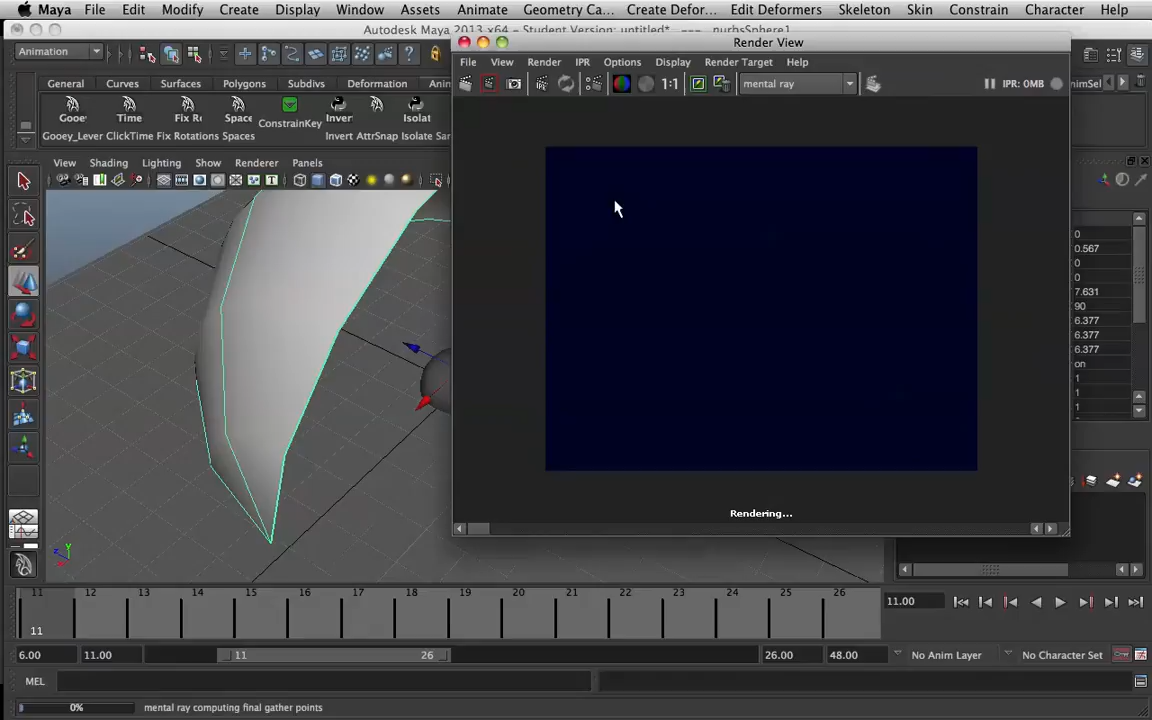 Maya File Edit Modify Create Display Window Assets Animate Geometry Ca... Create Defor... Edit Deformers Skeleton Skin Constrain Character Help
Autodesk Maya 2013 x64 - Student Version: untitled* --- nurbsSphere1
Render View
Animation
File View Render IPR Options Display Render Target Help
General Curves Polygons Subdivs Deformation Ani
1:1 mental ray IPR: 0MB
nimSel
Gooey Time Fix R Space Inver Isolat
Gooey_Lever ClickTime Fix Rotations Spaces ConstrainKey Invert AttrSnap Isolate Sar
View Shading Lighting Show Renderer Panels
0
0.567
0
0
7.631
90
6.377
6.377
6.377
on
1
1
1
Rendering...
y
z
x
11 12 13 14 15 16 17 18 19 20 21 22 23 24 25 26
11
11.00
6.00 11.00 11 26 26.00 48.00 No Anim Layer No Character Set
MEL
0% mental ray computing final gather points